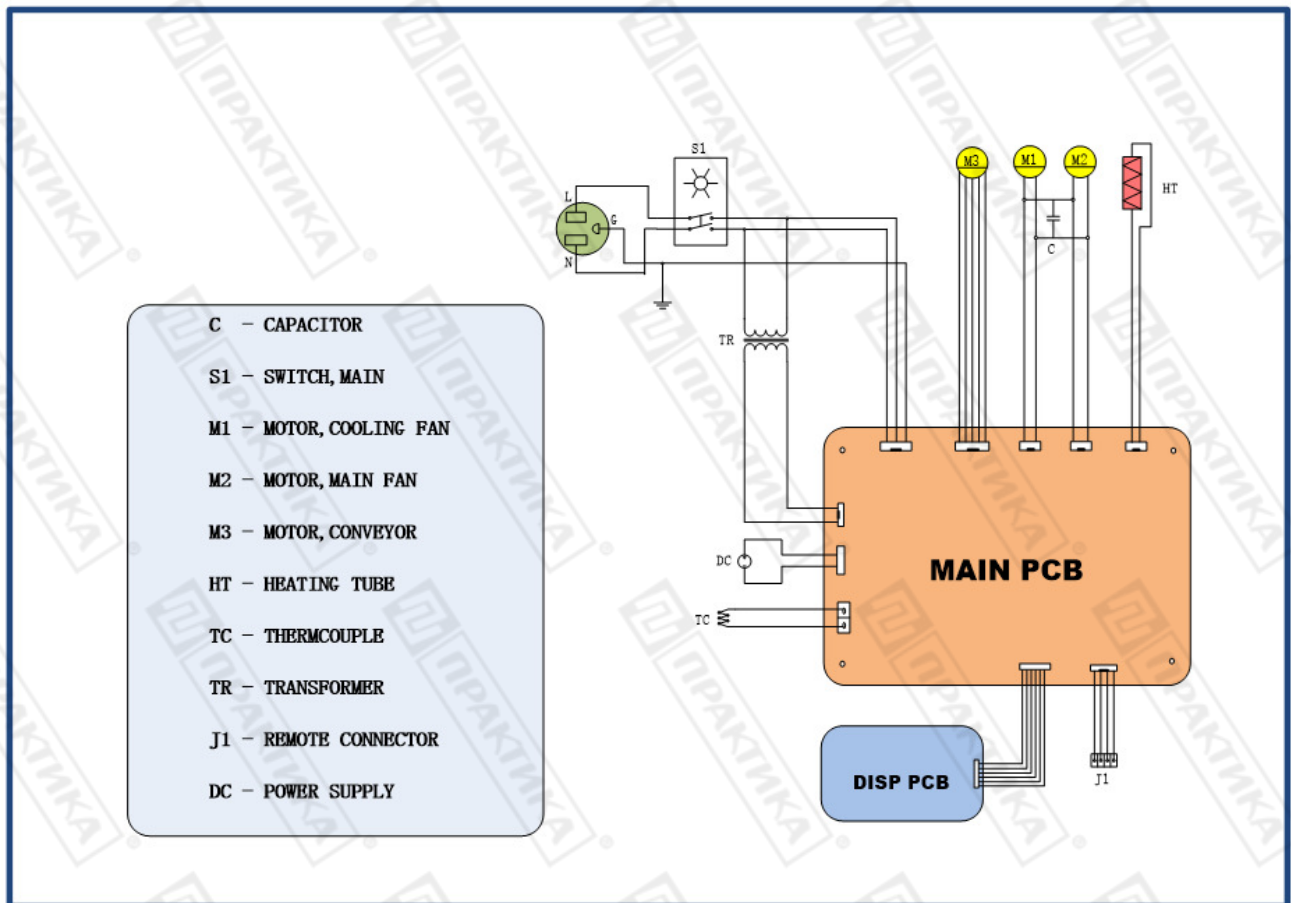 S1
M3
M1
M2
HT
L
G
N
C
TR
C - CAPACITOR
S1 - SWITCH, MAIN
M1 - MOTOR, COOLING FAN
M2 - MOTOR, MAIN FAN
M3 - MOTOR, CONVEYOR
HT - HEATING TUBE
TC - THERMCOUPLE
TR - TRANSFORMER
J1 - REMOTE CONNECTOR
DC - POWER SUPPLY
DC
TC
MAIN PCB
DISP PCB
J1
ПРАКТИКА